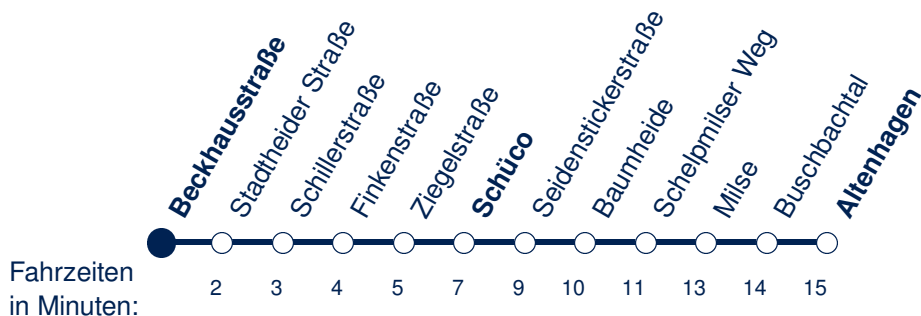 Beckhausstraße
Stadtheider Straße
Schillerstraße
Finkenstraße
Ziegelstraße
Schüco
Seidenstickerstraße
Baumheide
Schelpmilser Weg
Milse
Buschbachtal
Altenhagen
Fahrzeiten
in Minuten:
2 3 4 5 7 9 10 11 13 14 15